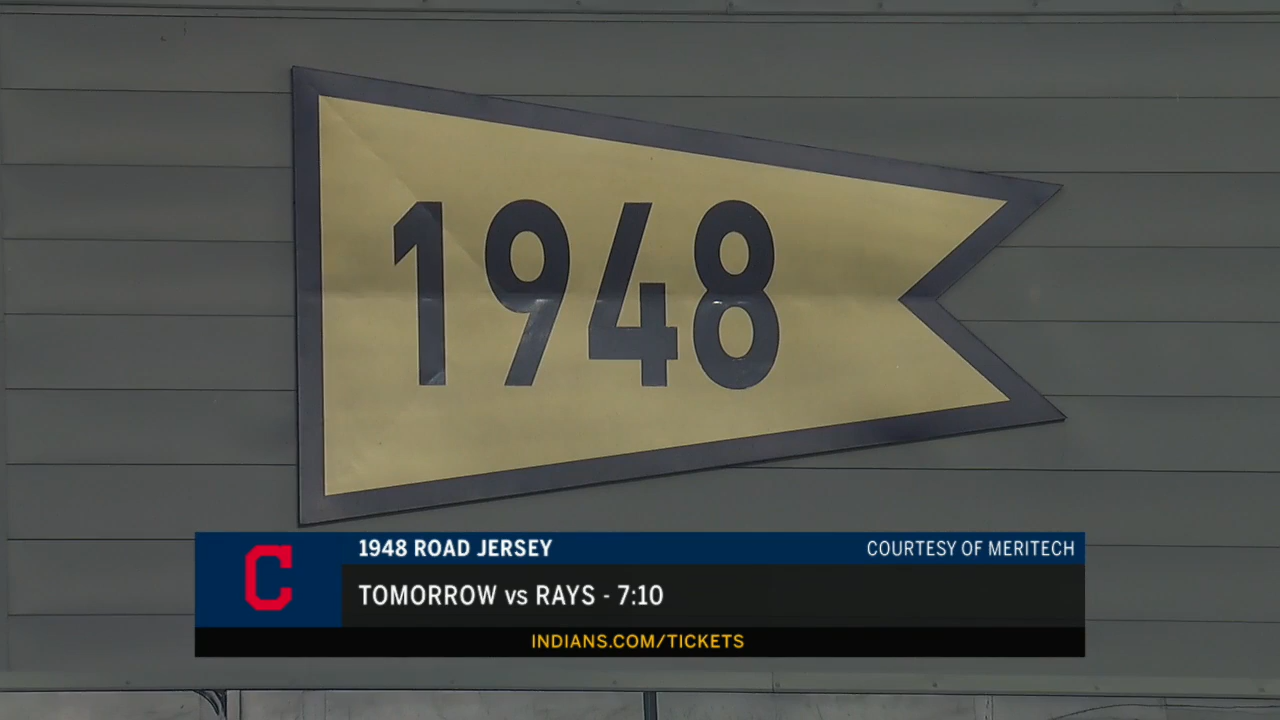 1948
C
1948 ROAD JERSEY
COURTESY OF MERITECH
TOMORROW vs RAYS - 7:10
INDIANS.COM/TICKETS